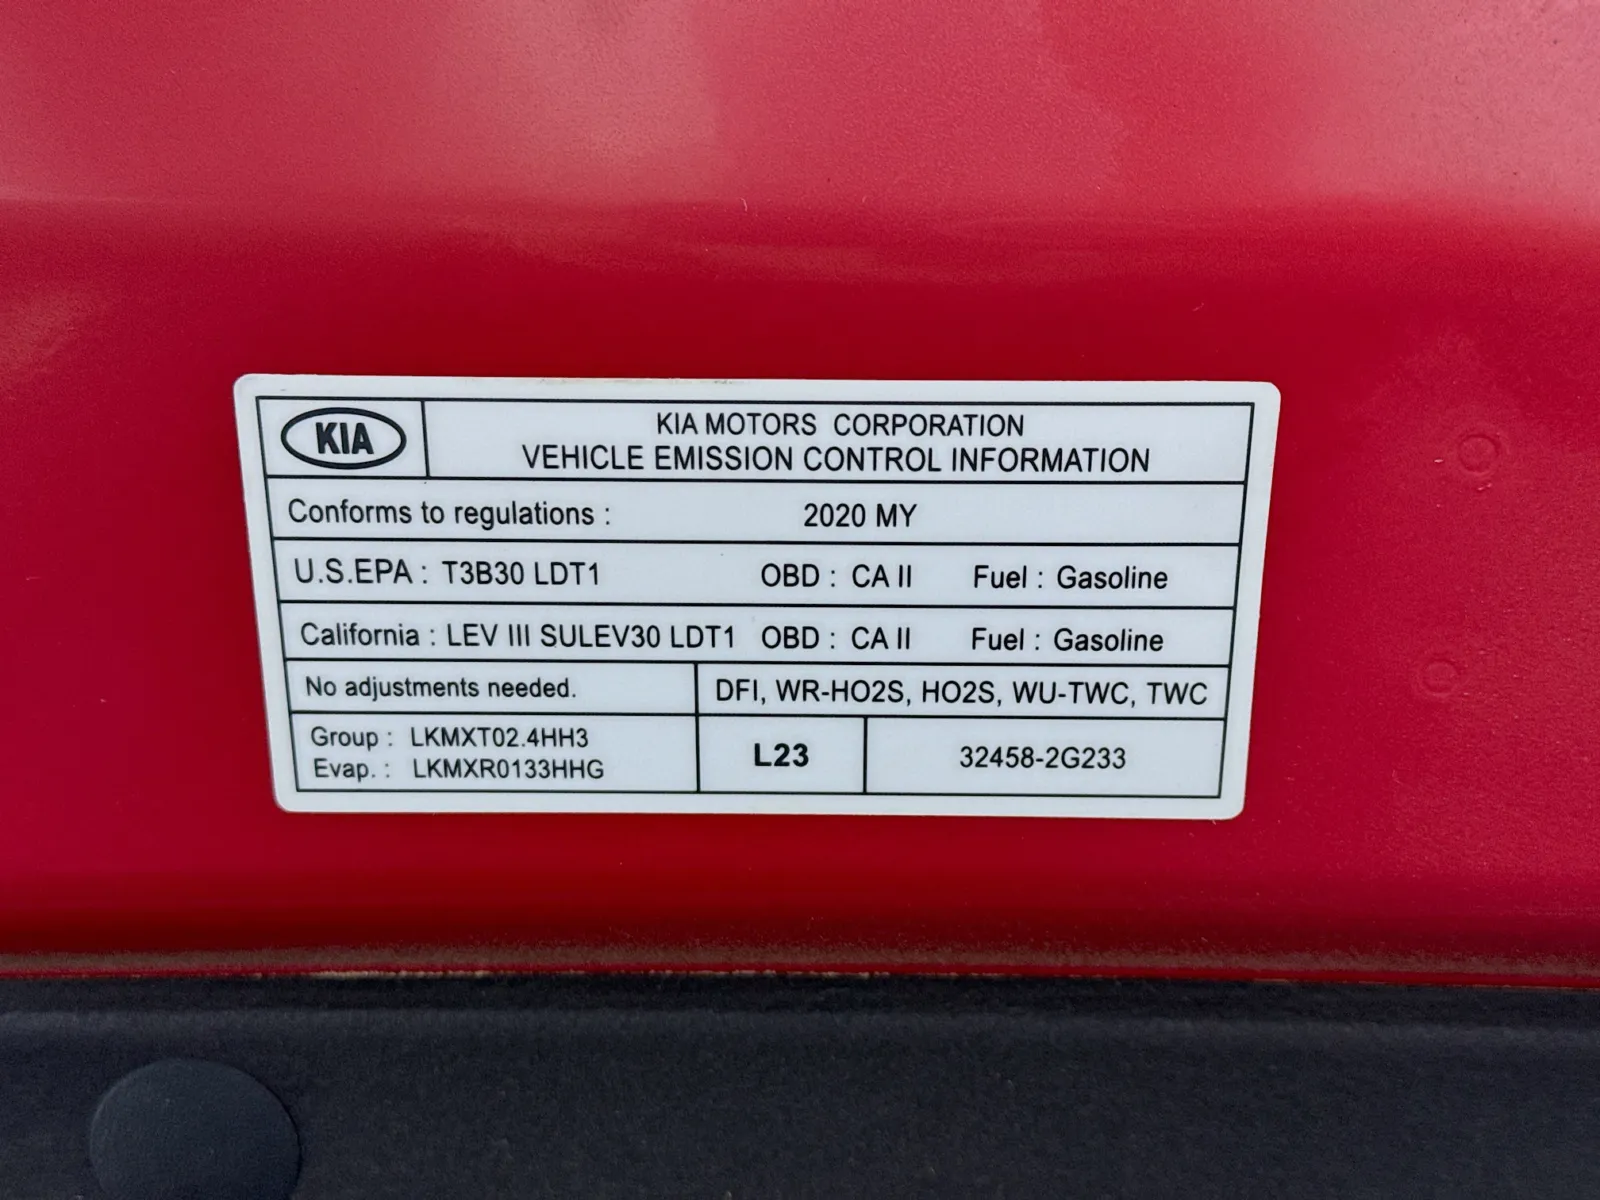 KIA
KIA MOTORS CORPORATION
VEHICLE EMISSION CONTROL INFORMATION
Conforms to regulations : 2020 MY
U.S.EPA : T3B30 LDT1 OBD : CA II Fuel : Gasoline
California : LEV III SULEV30 LDT1 OBD : CA II Fuel : Gasoline
No adjustments needed. DFI, WR-HO2S, HO2S, WU-TWC, TWC
Group : LKMXT02.4HH3
Evap. : LKMXR0133HHG
L23
32458-2G233